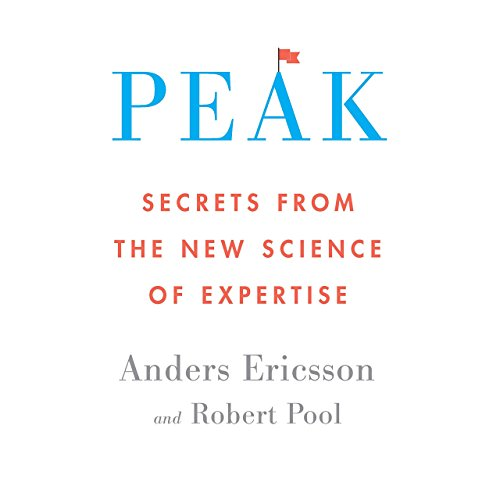 PEAK
SECRETS FROM
THE NEW SCIENCE
OF EXPERTISE
Anders Ericsson
and Robert Pool